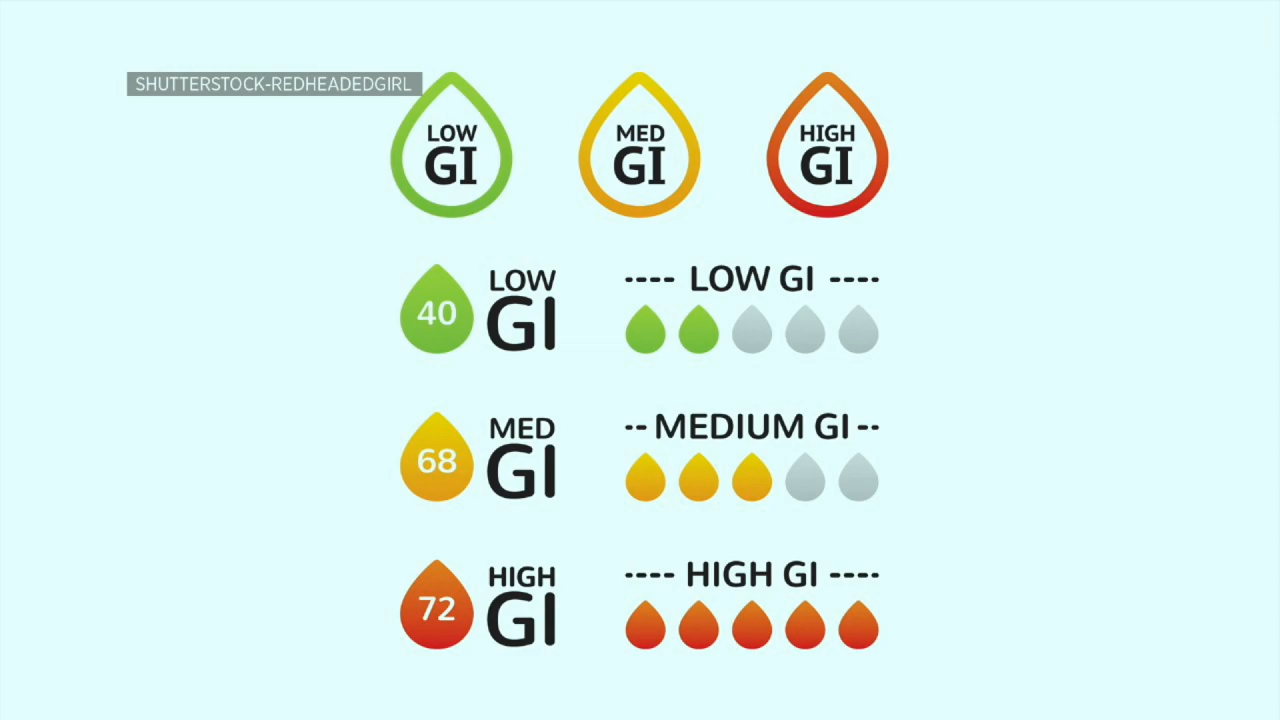 SHUTTERSTOCK-REDHEADEDGIRL
LOW
GI
MED
GI
HIGH
GI
40
LOW
GI
---- LOW GI ----
68
MED
GI
-- MEDIUM GI --
72
HIGH
GI
---- HIGH GI ----